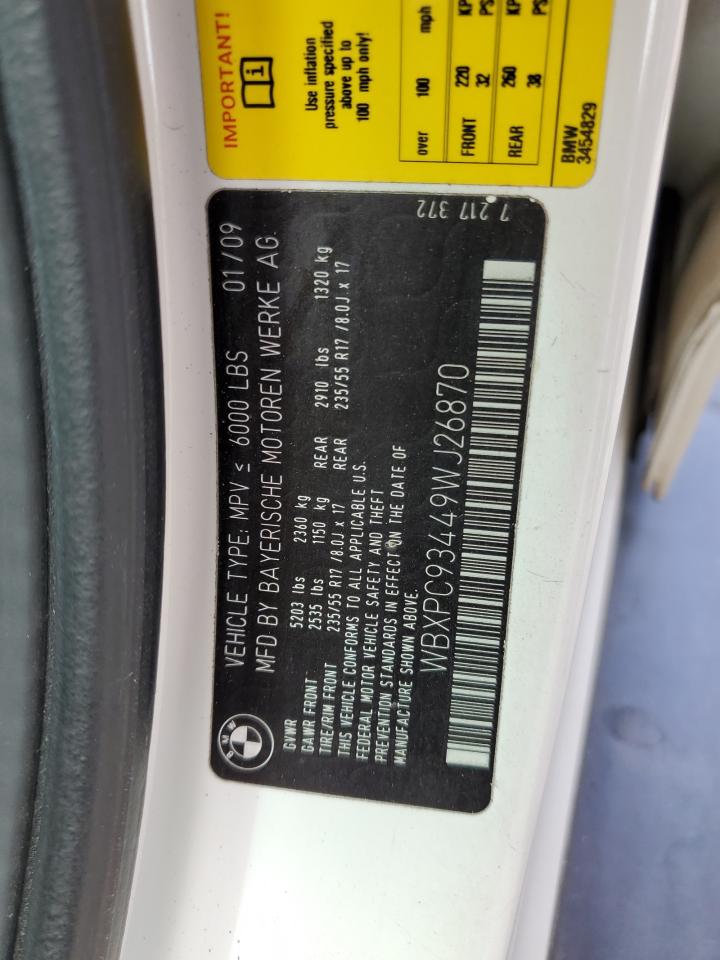 IMPORTANT!
i
Use inflation
pressure specified
above up to
100 mph only!
over 100 mph
FRONT 220 32
REAR 260 38
BMW
3454829
BMW
VEHICLE TYPE: MPV ≤ 6000 LBS 01/09
MFD BY BAYERISCHE MOTOREN WERKE AG
GVWR 5203 lbs 2360 kg
GAWR FRONT 2535 lbs 1150 kg REAR 2910 lbs 1320 kg
TIRE/RIM FRONT 235/55 R17 /8.0J x 17 REAR 235/55 R17 /8.0J x 17
THIS VEHICLE CONFORMS TO ALL APPLICABLE U.S.
FEDERAL MOTOR VEHICLE SAFETY AND THEFT
PREVENTION STANDARDS IN EFFECT ON THE DATE OF
MANUFACTURE SHOWN ABOVE.
WBXPC93449WJ26870
7 217 372